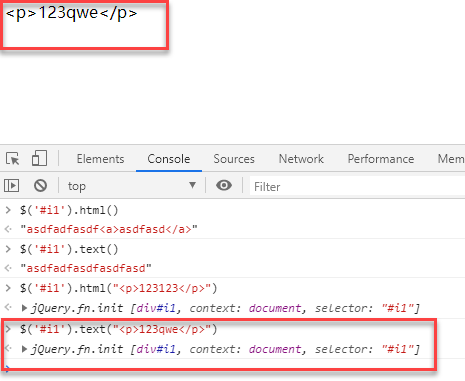 <p>123qwe</p>
Elements Console Sources Network Performance Mem
top Filter
> $('#i1').html()
"asdfadfasdf<a>asdfasd</a>"
> $('#i1').text()
"asdfadfasdfasdfasd"
> $('#i1').html("<p>123123</p>")
jQuery.fn.init [div#i1, context: document, selector: "#i1"]
> $('#i1').text("<p>123qwe</p>")
jQuery.fn.init [div#i1, context: document, selector: "#i1"]
>